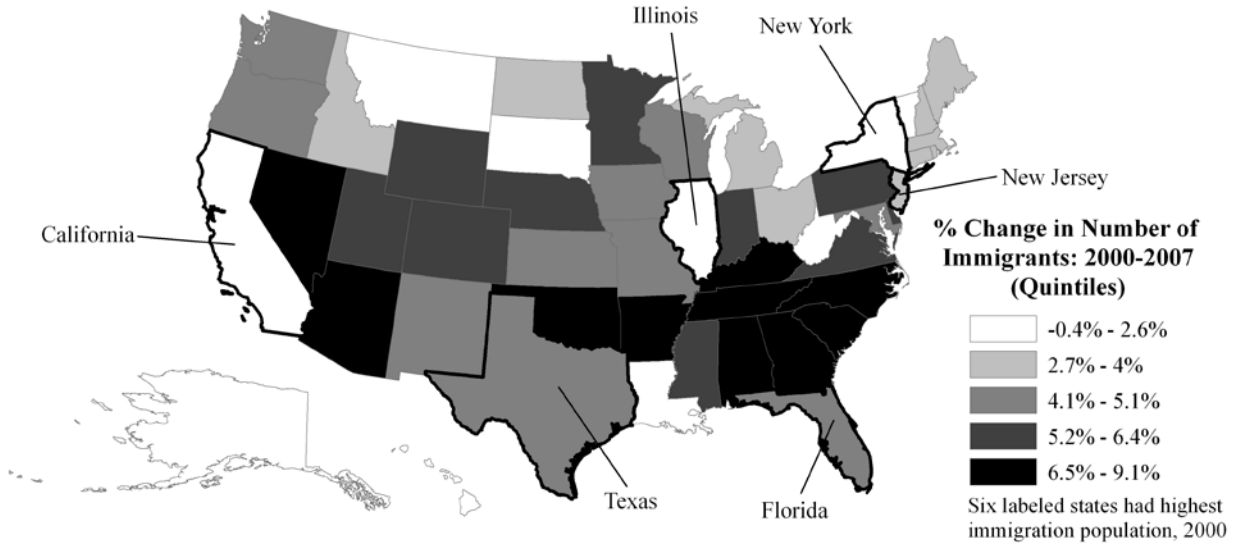 Illinois
New York
New Jersey
California
% Change in Number of
Immigrants: 2000-2007
(Quintiles)
-0.4% - 2.6%
2.7% - 4%
4.1% - 5.1%
5.2% - 6.4%
6.5% - 9.1%
Texas
Florida
Six labeled states had highest
immigration population, 2000